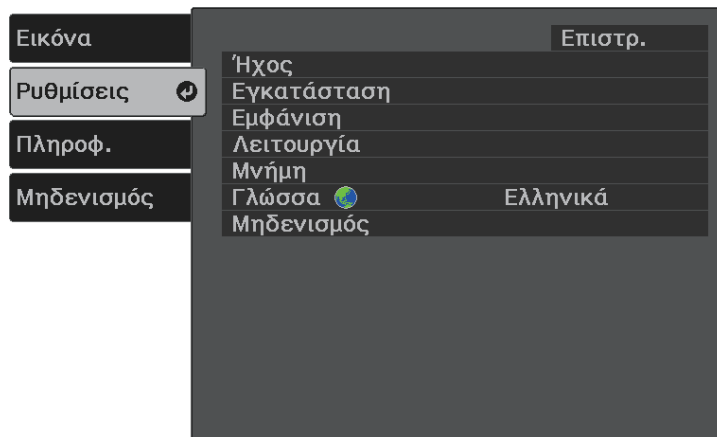 Εικόνα
Ρυθμίσεις
Πληροφ.
Μηδενισμός
Επιστρ.
Ήχος
Εγκατάσταση
Εμφάνιση
Λειτουργία
Μνήμη
Γλώσσα Ελληνικά
Μηδενισμός